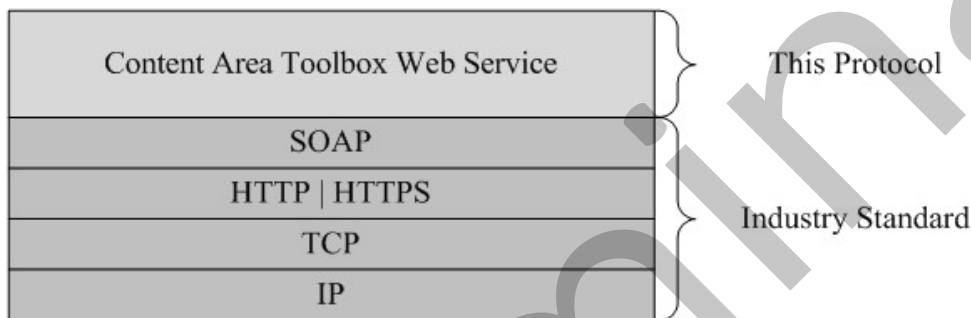 Content Area Toolbox Web Service
This Protocol
SOAP
HTTP | HTTPS
TCP
IP
Industry Standard